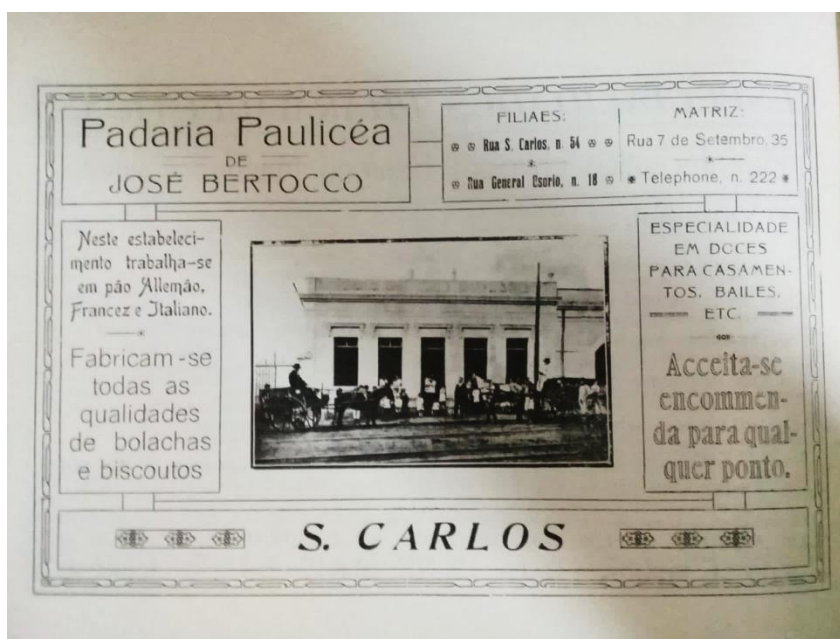 Padaria Paulicéa
DE
JOSÉ BERTOCCO
FILIAES:
Rua S. Carlos, n. 54
Rua General Osorio, n. 18
MATRIZ:
Rua 7 de Setembro, 35
Telephone, n. 222
Neste estabeleci-
mento trabalha-se
em pão Allemão,
Francez e Italiano.
Fabricam-se
todas as
qualidades
de bolachas
e biscoutos
ESPECIALIDADE
EM DOCES
PARA CASAMEN-
TOS, BAILES,
ETC.
Acceita-se
encommen-
da para qual-
quer ponto.
S. CARLOS